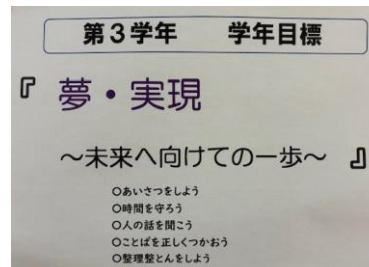 第3学年　学年目標
『夢・実現
～未来へ向けての一歩～』
○あいさつをしよう
○時間を守ろう
○人の話を聞こう
○ことばを正しくつかおう
○整理整とんをしよう